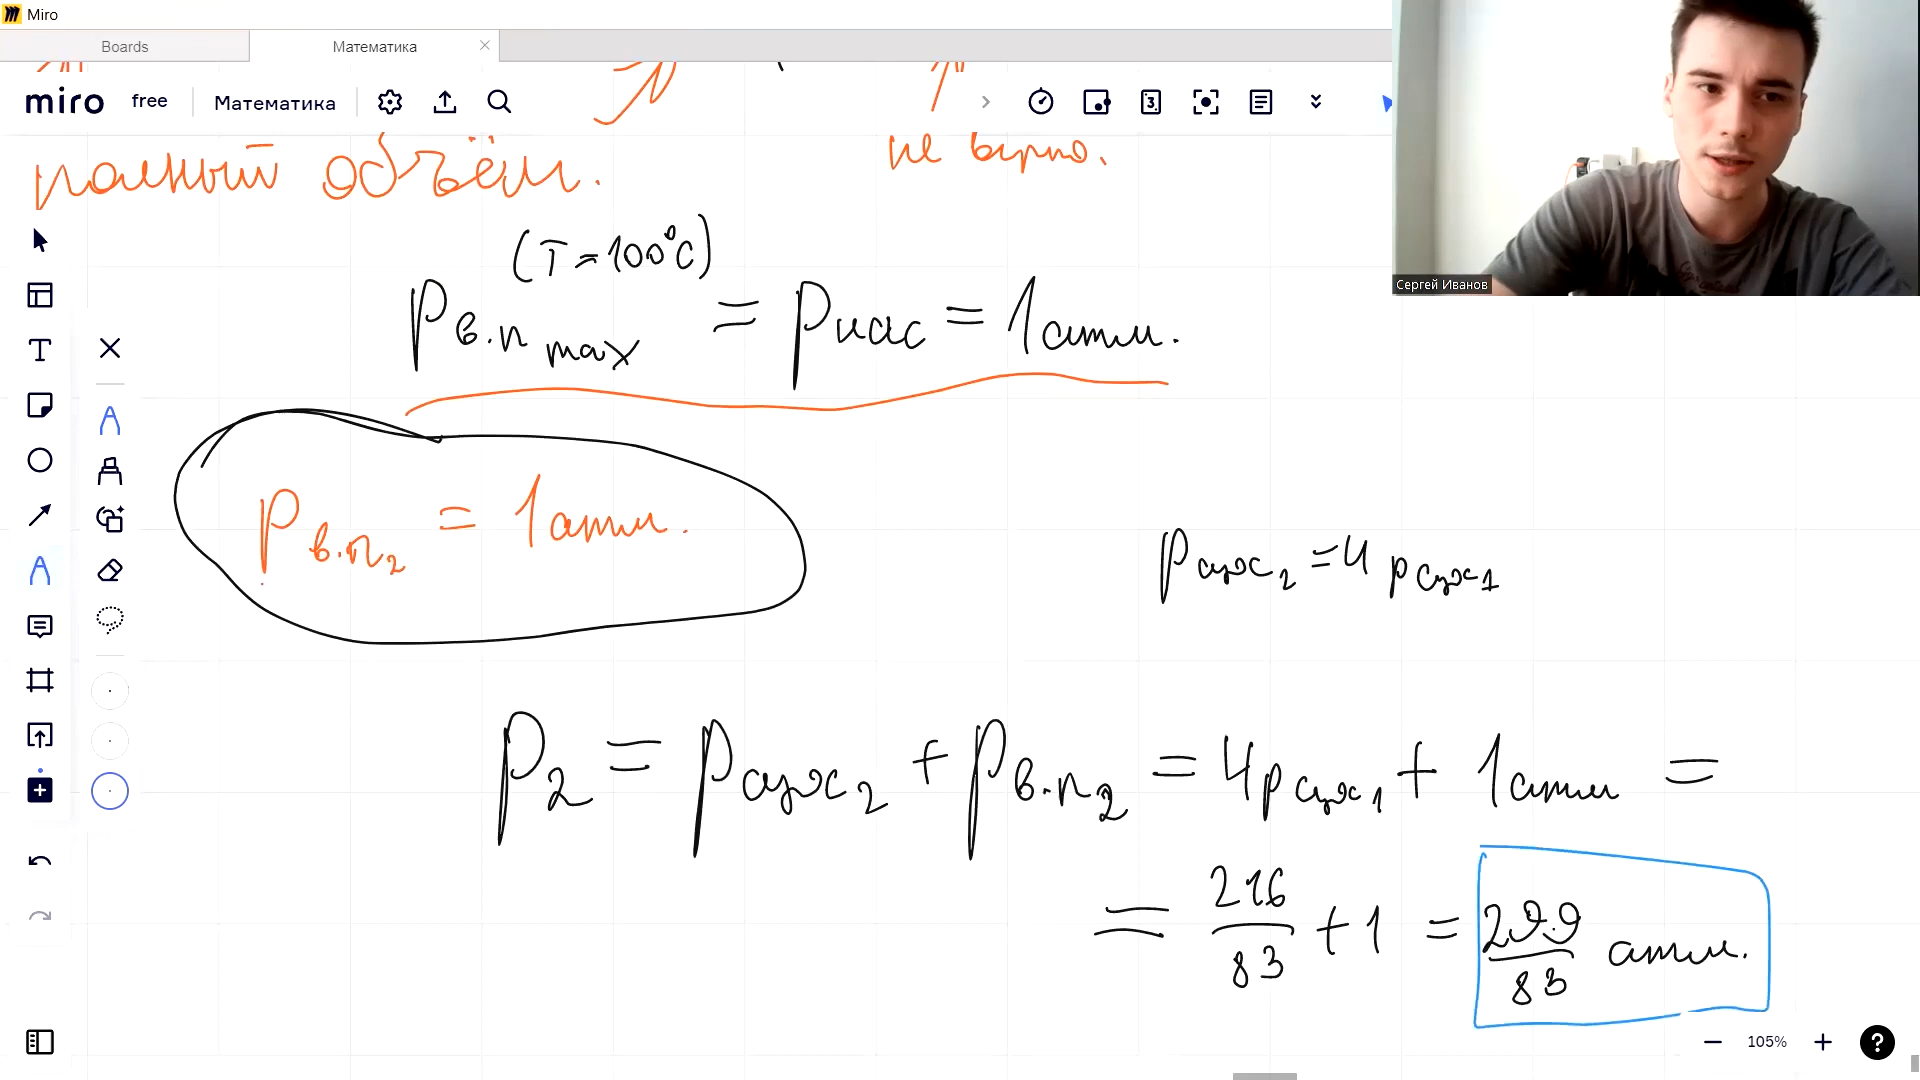 Miro
Boards
Математика
miro free Математика
3
Сергей Иванов
полный объём.
не верно.
(T = 100°C)
Pв.п max = Pнас = 1 атм.
Pв.п2 = 1 атм.
Pсух2 = 4 Pсух1
P2 = Pсух2 + Pв.п2 = 4Pсух1 + 1 атм =
= 216/83 + 1 = 299/83 атм.
105%